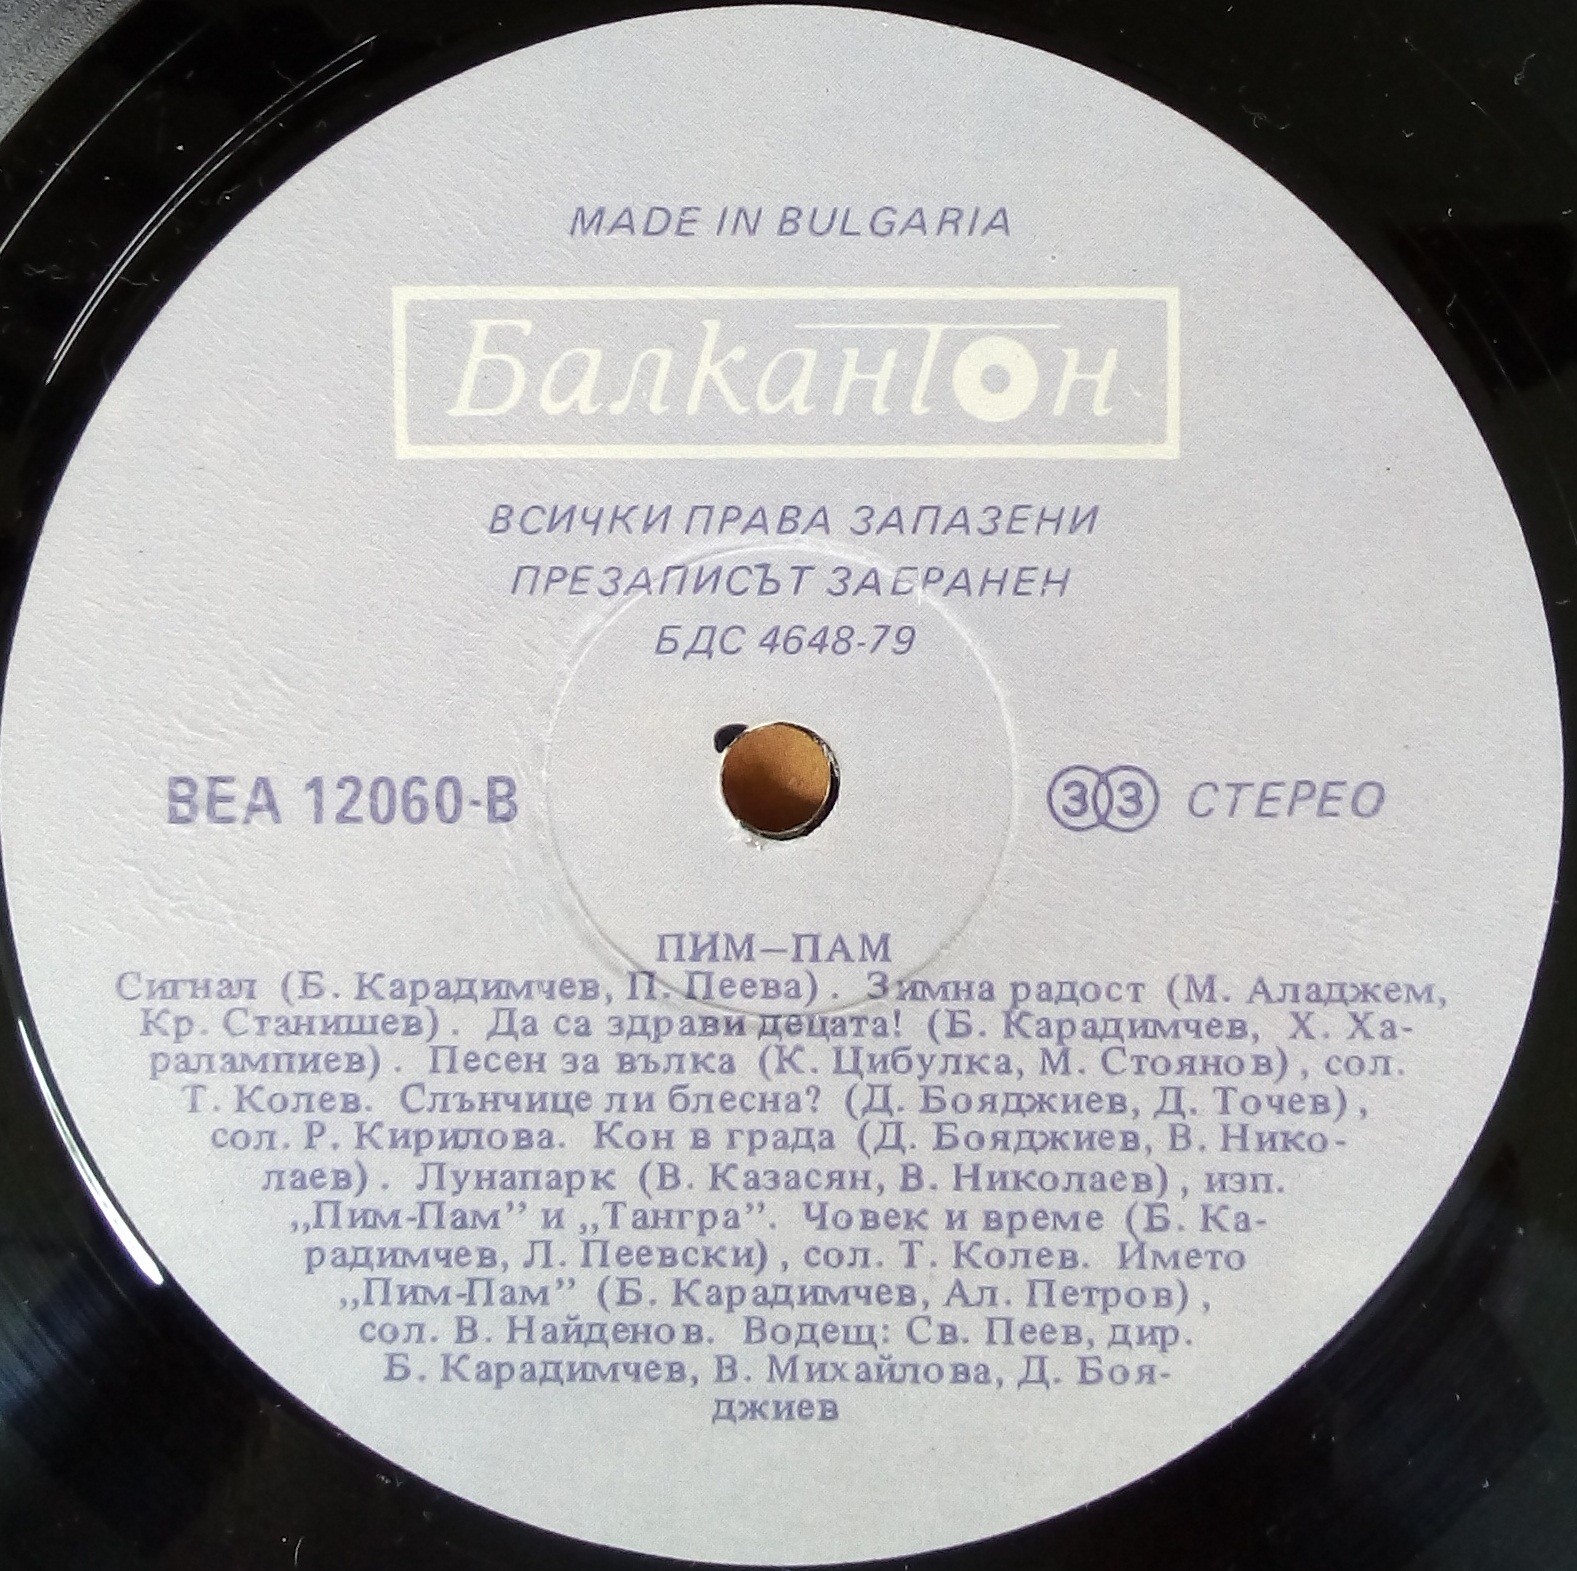 MADE IN BULGARIA
БалканТон
ВСИЧКИ ПРАВА ЗАПАЗЕНИ
ПРЕЗАПИСЪТ ЗАБРАНЕН
БДС 4648-79
ВЕА 12060-В
33 СТЕРЕО
ПИМ—ПАМ
Сигнал (Б. Карадимчев, П. Пеева). Зимна радост (М. Аладжем,
Кр. Станишев). Да са здрави децата! (Б. Карадимчев, Х. Ха-
ралампиев). Песен за вълка (К. Цибулка, М. Стоянов), сол.
Т. Колев. Слънчице ли блесна? (Д. Бояджиев, Д. Точев),
сол. Р. Кирилова. Кон в града (Д. Бояджиев, В. Нико-
лаев). Лунапарк (В. Казасян, В. Николаев), изп.
„Пим-Пам” и „Тангра”. Човек и време (Б. Ка-
радимчев, Л. Пеевски), сол. Т. Колев. Името
„Пим-Пам” (Б. Карадимчев, Ал. Петров),
сол. В. Найденов. Водещ: Св. Пеев, дир.
Б. Карадимчев, В. Михайлова, Д. Боя-
джиев